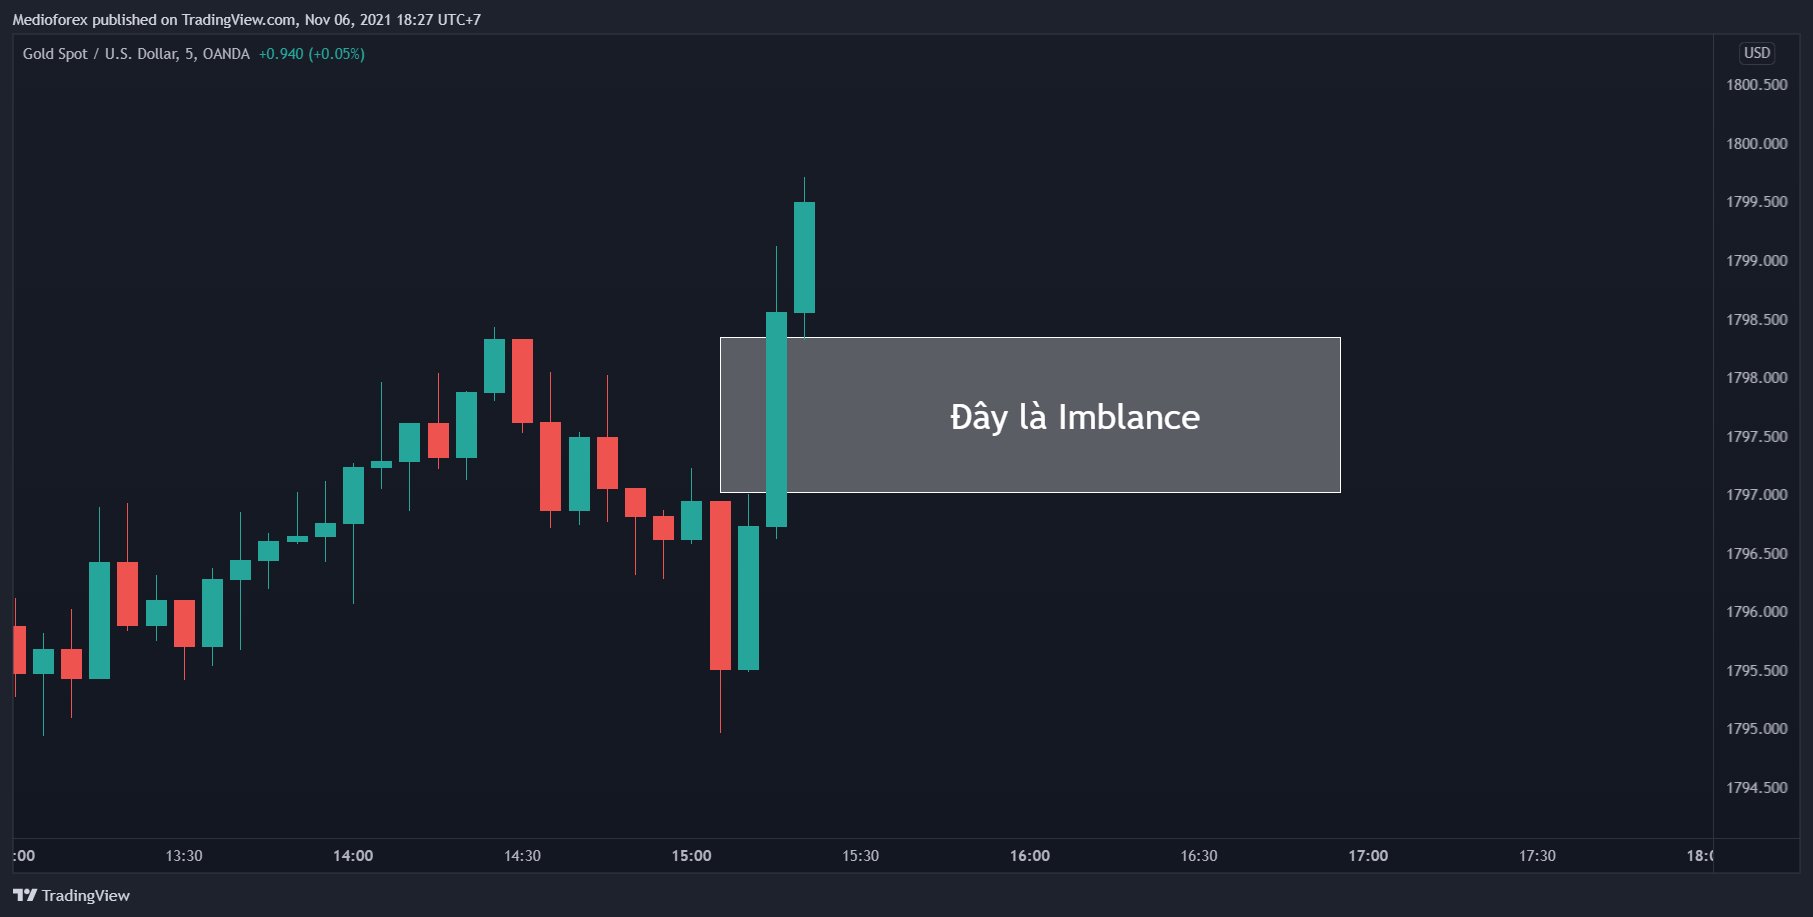 Medioforex published on TradingView.com, Nov 06, 2021 18:27 UTC+7
Gold Spot / U.S. Dollar, 5, OANDA +0.940 (+0.05%)
USD
1800.500
1800.000
1799.500
1799.000
1798.500
1798.000
Đây là Imblance
1797.500
1797.000
1796.500
1796.000
1795.500
1795.000
1794.500
:00 13:30 14:00 14:30 15:00 15:30 16:00 16:30 17:00 17:30 18:0
TradingView